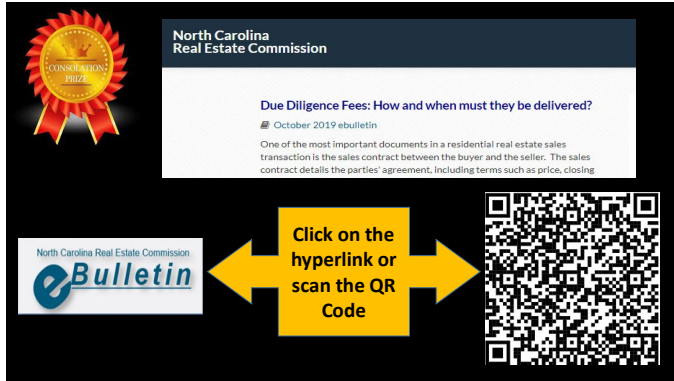 CONSOLATION
PRIZE
North Carolina
Real Estate Commission
Due Diligence Fees: How and when must they be delivered?
October 2019 ebulletin
One of the most important documents in a residential real estate sales
transaction is the sales contract between the buyer and the seller. The sales
contract details the parties' agreement, including terms such as price, closing
North Carolina Real Estate Commission
eBulletin
Click on the
hyperlink or
scan the QR
Code